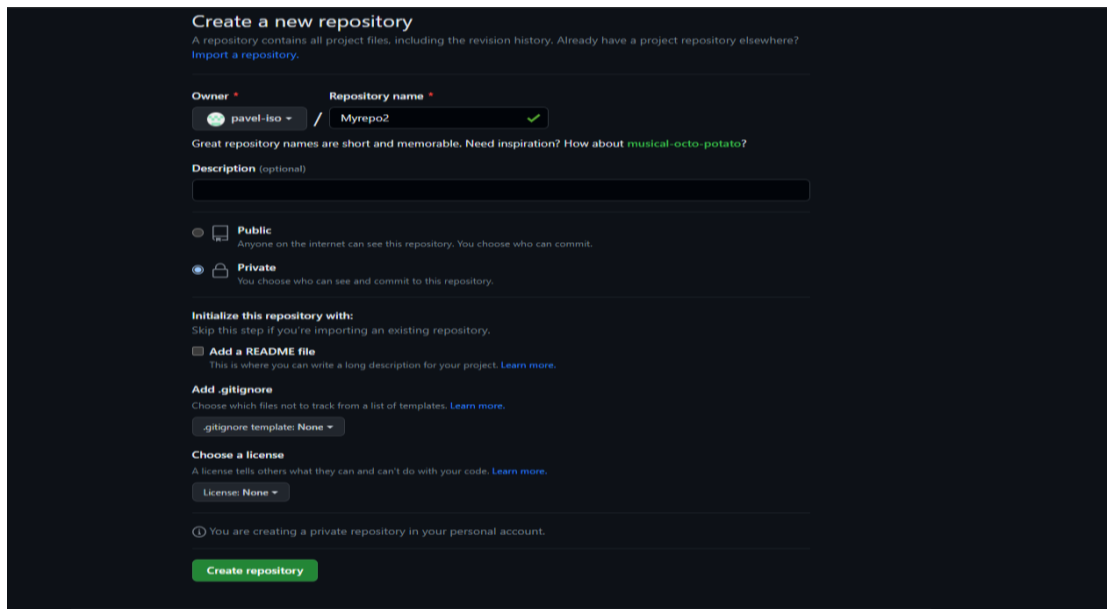 Create a new repository
A repository contains all project files, including the revision history. Already have a project repository elsewhere?
Import a repository.
Owner * Repository name *
pavel-iso / Myrepo2
Great repository names are short and memorable. Need inspiration? How about musical-octo-potato?
Description (optional)
Public
Anyone on the internet can see this repository. You choose who can commit.
Private
You choose who can see and commit to this repository.
Initialize this repository with:
Skip this step if you're importing an existing repository.
Add a README file
This is where you can write a long description for your project. Learn more.
Add .gitignore
Choose which files not to track from a list of templates. Learn more.
.gitignore template: None
Choose a license
A license tells others what they can and can't do with your code. Learn more.
License: None
You are creating a private repository in your personal account.
Create repository